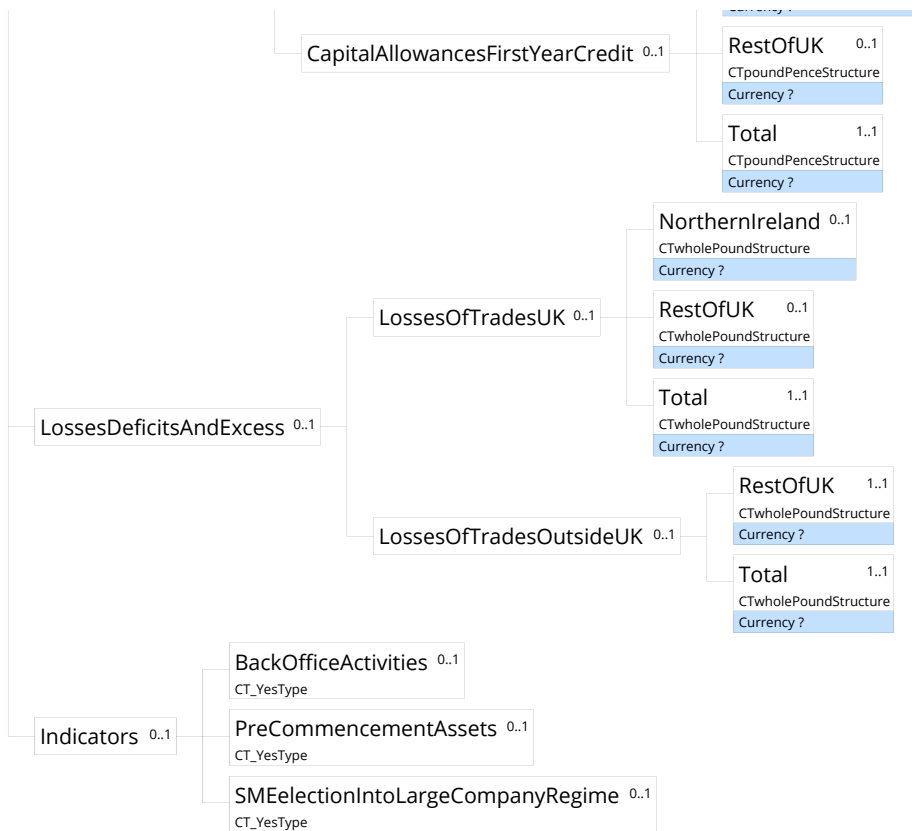 Currency ?
CapitalAllowancesFirstYearCredit 0..1
RestOfUK 0..1
CTpoundPenceStructure
Currency ?
Total 1..1
CTpoundPenceStructure
Currency ?
NorthernIreland 0..1
CTwholePoundStructure
Currency ?
LossesOfTradesUK 0..1
RestOfUK 0..1
CTwholePoundStructure
Currency ?
Total 1..1
CTwholePoundStructure
Currency ?
LossesDeficitsAndExcess 0..1
RestOfUK 1..1
CTwholePoundStructure
Currency ?
LossesOfTradesOutsideUK 0..1
Total 1..1
CTwholePoundStructure
Currency ?
BackOfficeActivities 0..1
CT_YesType
Indicators 0..1
PreCommencementAssets 0..1
CT_YesType
SMEelectionIntoLargeCompanyRegime 0..1
CT_YesType